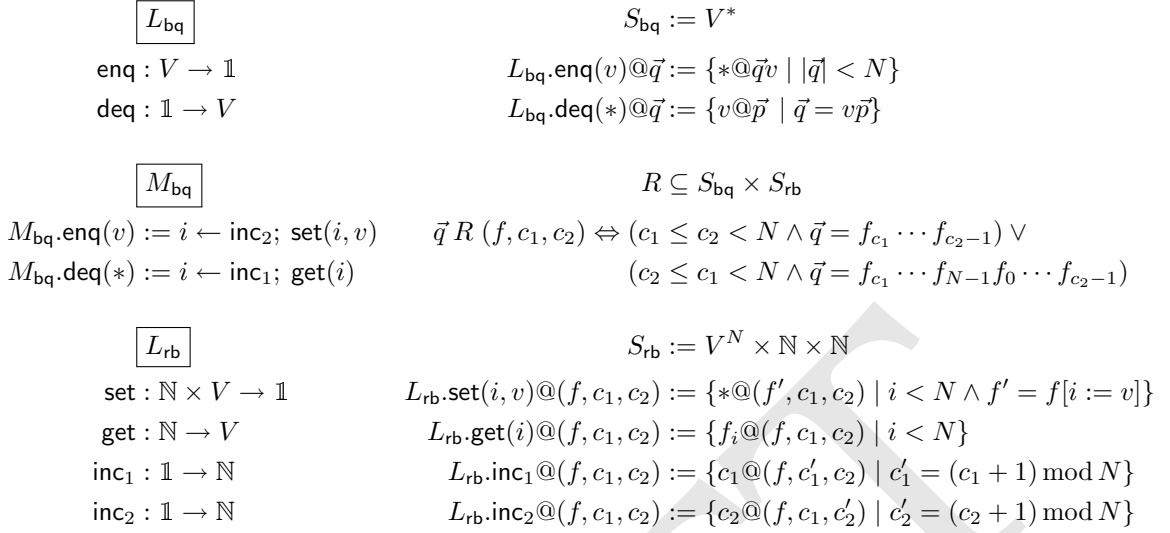 L_bq S_bq := V*
enq : V → 𝟙 L_bq.enq(v)@q⃗ := {∗@q⃗v | |q⃗| < N}
deq : 𝟙 → V L_bq.deq(∗)@q⃗ := {v@p⃗ | q⃗ = vp⃗}
M_bq R ⊆ S_bq × S_rb
M_bq.enq(v) := i ← inc₂; set(i, v) q⃗ R (f, c₁, c₂) ⇔ (c₁ ≤ c₂ < N ∧ q⃗ = f_{c₁} ⋯ f_{c₂−1}) ∨
M_bq.deq(∗) := i ← inc₁; get(i) (c₂ ≤ c₁ < N ∧ q⃗ = f_{c₁} ⋯ f_{N−1}f₀ ⋯ f_{c₂−1})
L_rb S_rb := V^N × ℕ × ℕ
set : ℕ × V → 𝟙 L_rb.set(i, v)@(f, c₁, c₂) := {∗@(f′, c₁, c₂) | i < N ∧ f′ = f[i := v]}
get : ℕ → V L_rb.get(i)@(f, c₁, c₂) := {f_i@(f, c₁, c₂) | i < N}
inc₁ : 𝟙 → ℕ L_rb.inc₁@(f, c₁, c₂) := {c₁@(f, c′₁, c₂) | c′₁ = (c₁ + 1) mod N}
inc₂ : 𝟙 → ℕ L_rb.inc₂@(f, c₁, c₂) := {c₂@(f, c₁, c′₂) | c′₂ = (c₂ + 1) mod N}